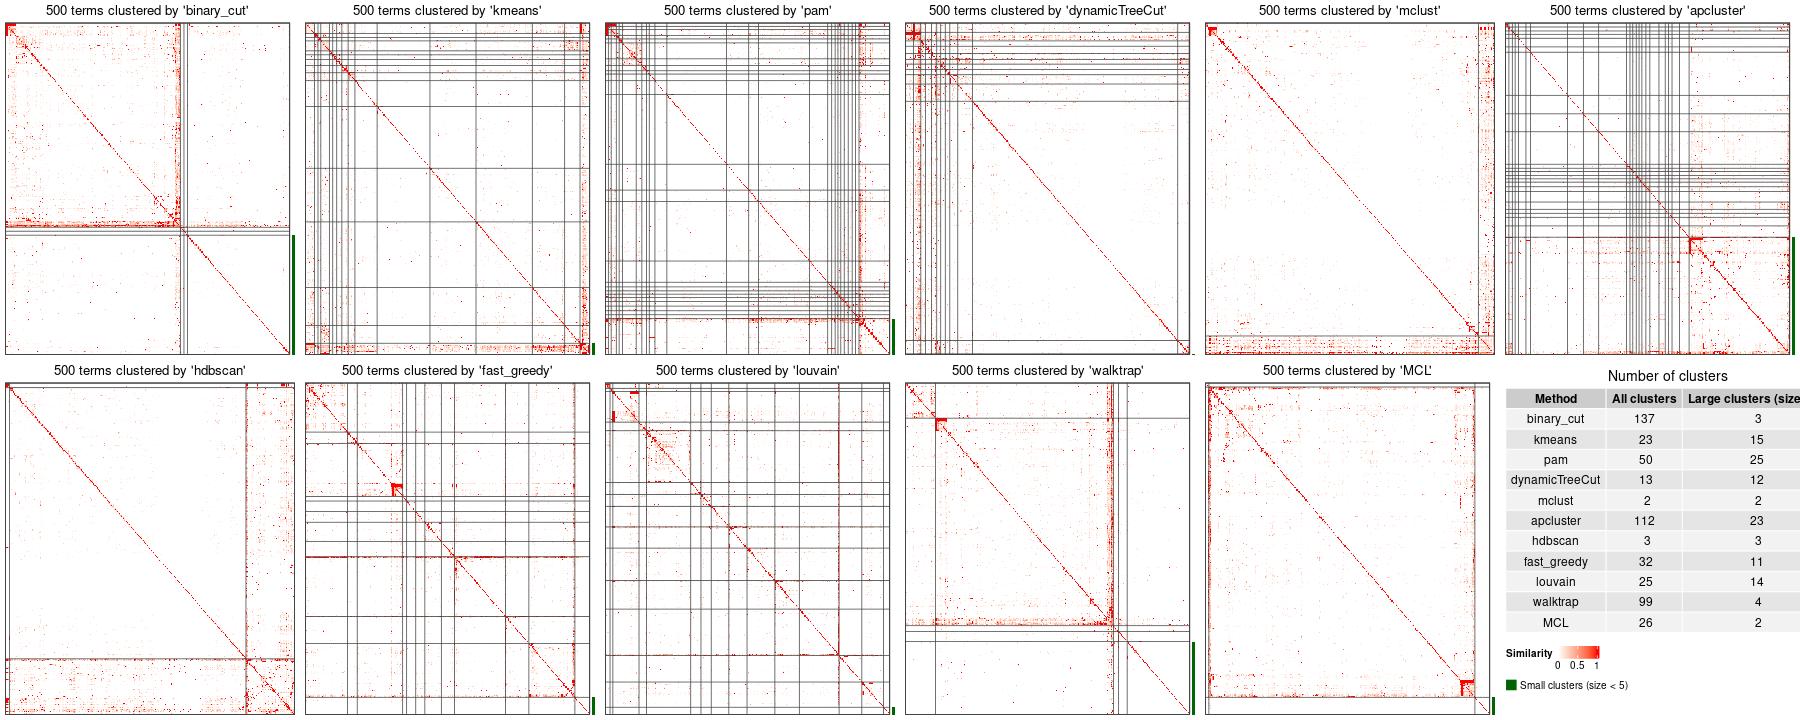 500 terms clustered by 'binary_cut'
500 terms clustered by 'kmeans'
500 terms clustered by 'pam'
500 terms clustered by 'dynamicTreeCut'
500 terms clustered by 'mclust'
500 terms clustered by 'apcluster'
500 terms clustered by 'hdbscan'
500 terms clustered by 'fast_greedy'
500 terms clustered by 'louvain'
500 terms clustered by 'walktrap'
500 terms clustered by 'MCL'
Number of clusters
Method All clusters Large clusters (size
binary_cut 137 3
kmeans 23 15
pam 50 25
dynamicTreeCut 13 12
mclust 2 2
apcluster 112 23
hdbscan 3 3
fast_greedy 32 11
louvain 25 14
walktrap 99 4
MCL 26 2
Similarity
0 0.5 1
Small clusters (size < 5)